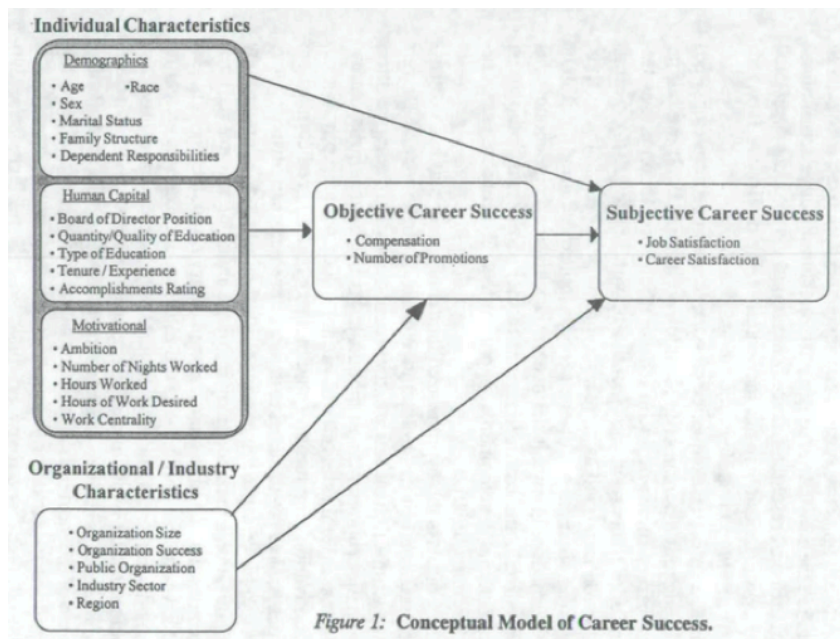 Individual Characteristics
Demographics
• Age •Race
• Sex
• Marital Status
• Family Structure
• Dependent Responsibilities
Human Capital
• Board of Director Position
• Quantity/Quality of Education
• Type of Education
• Tenure / Experience
• Accomplishments Rating
Motivational
• Ambition
• Number of Nights Worked
• Hours Worked
• Hours of Work Desired
• Work Centrality
Organizational / Industry
Characteristics
• Organization Size
• Organization Success
• Public Organization
• Industry Sector
• Region
Objective Career Success
• Compensation
• Number of Promotions
Subjective Career Success
• Job Satisfaction
• Career Satisfaction
Figure 1: Conceptual Model of Career Success.